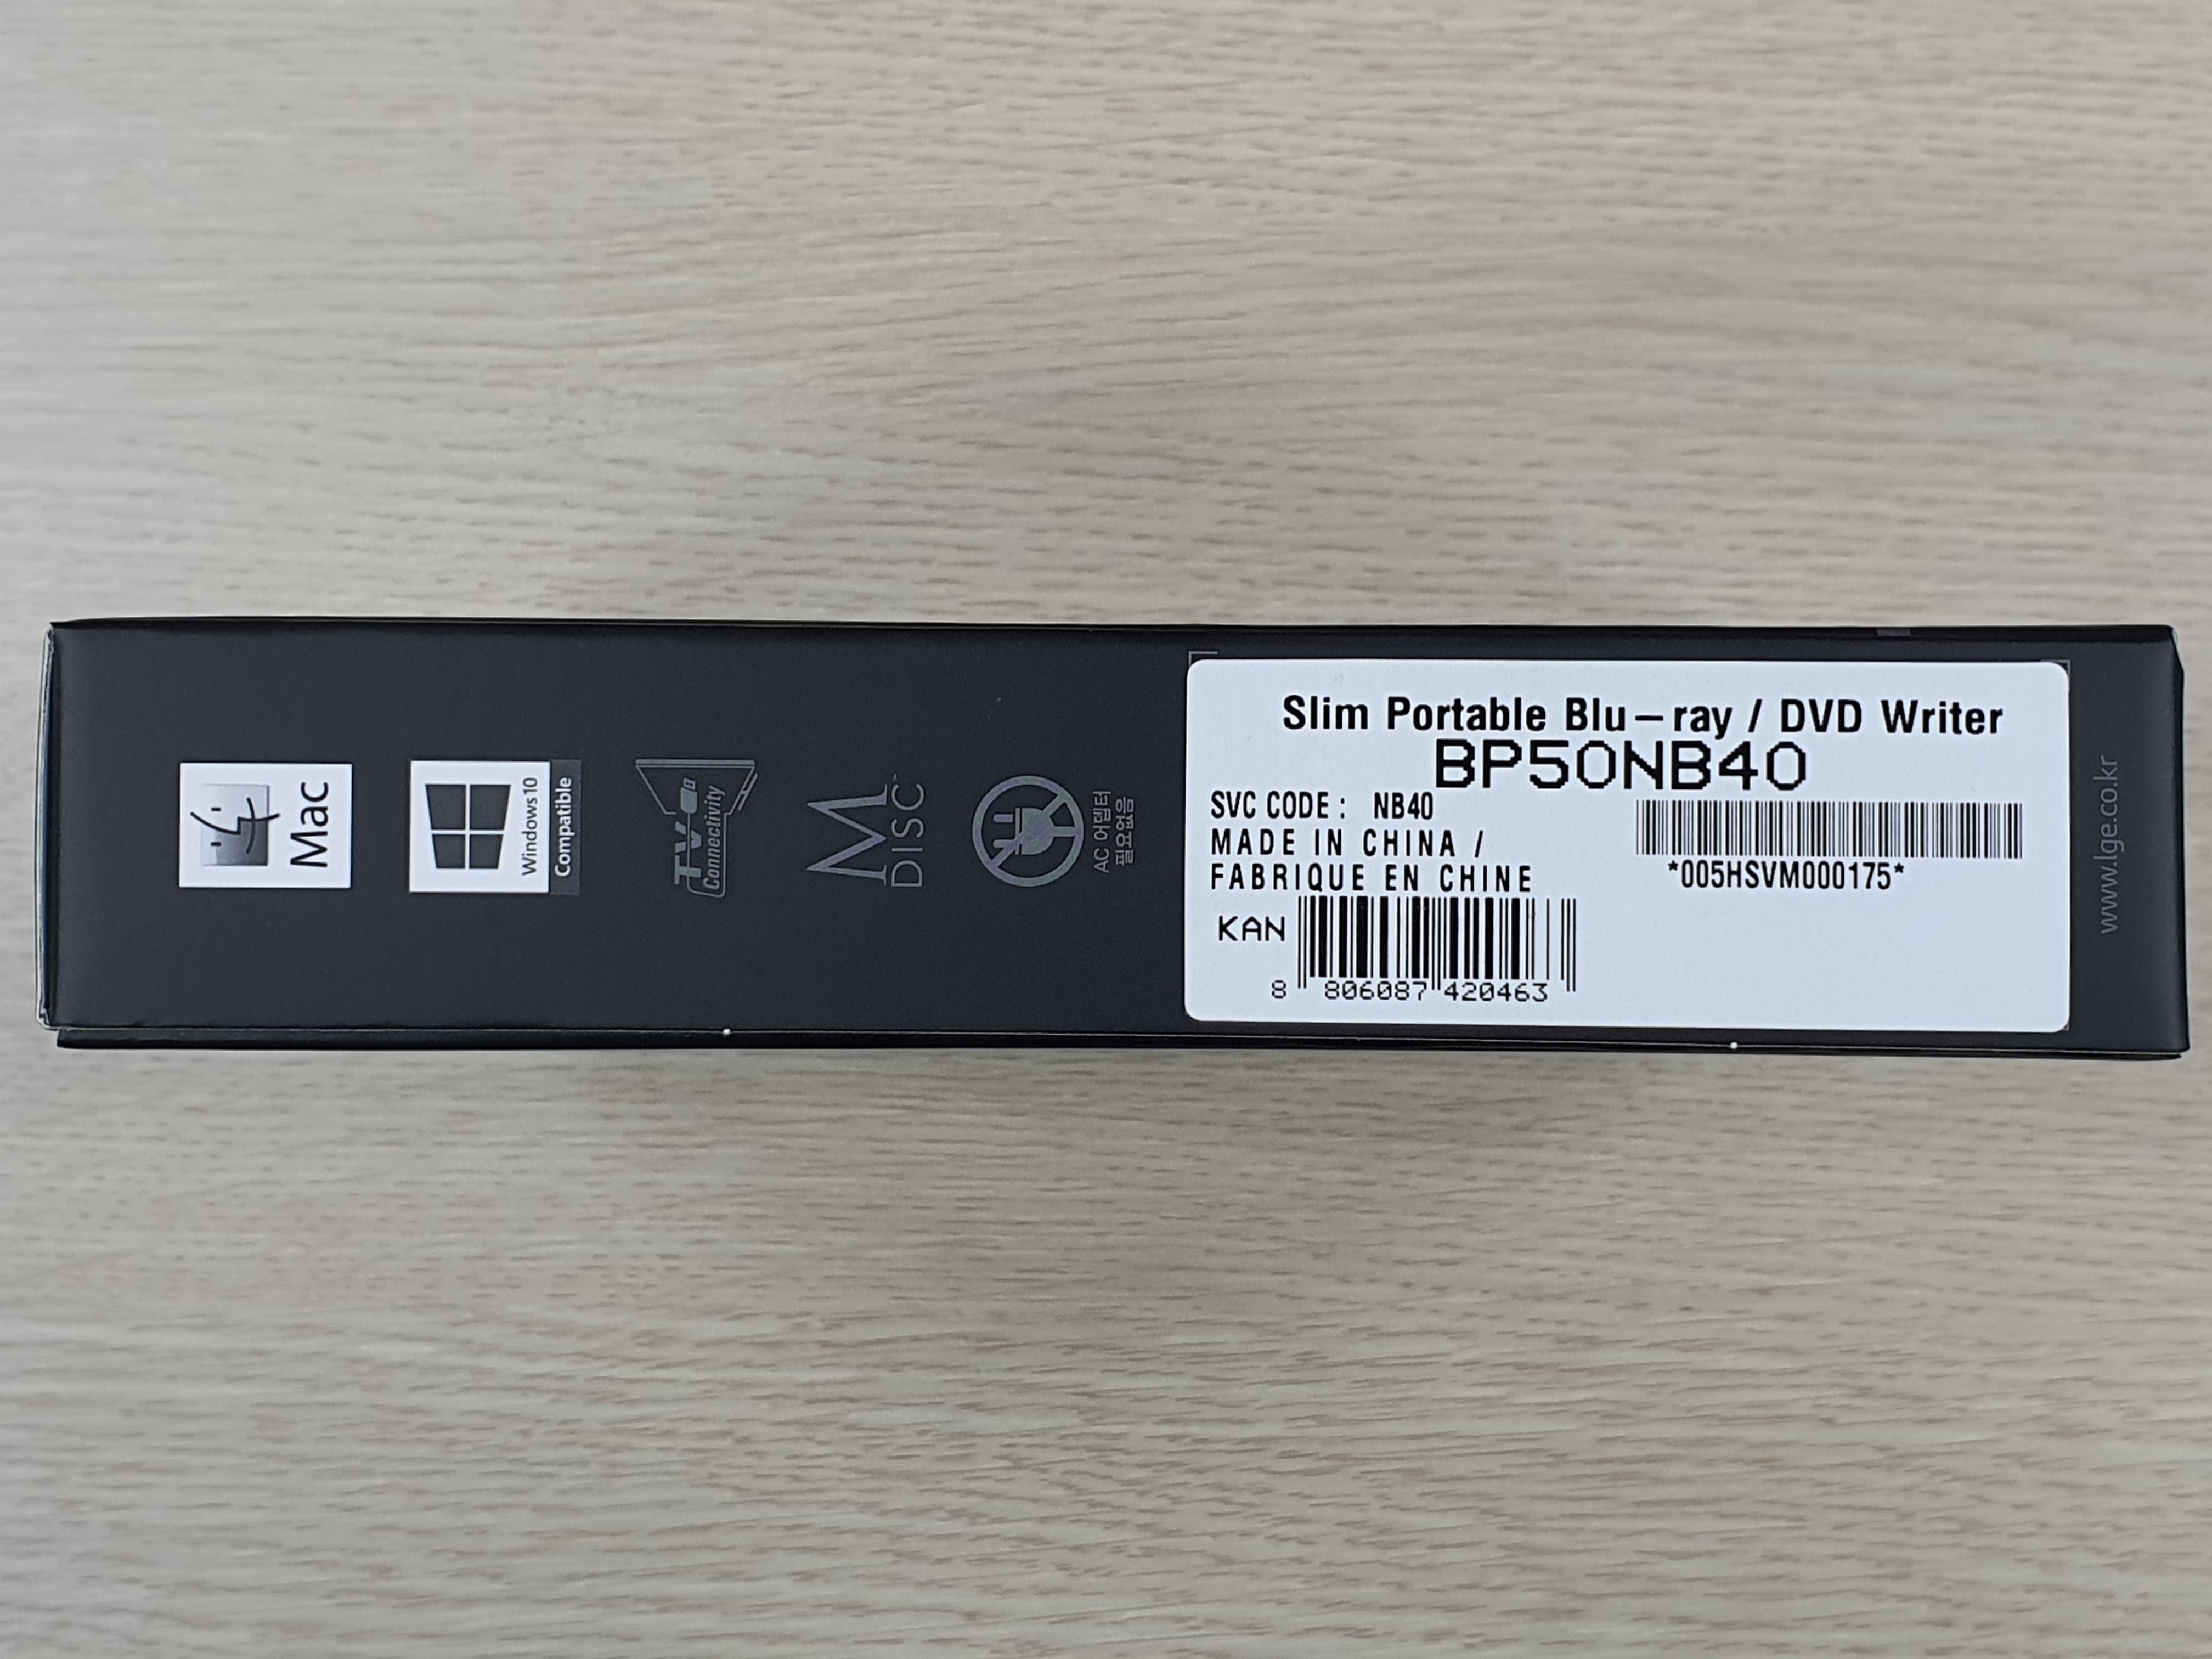 Mac
Windows 10
Compatible
TV
Connectivity
M
DISC
AC 어댑터
필요없음
Slim Portable Blu-ray / DVD Writer
BP50NB40
SVC CODE : NB40
MADE IN CHINA /
FABRIQUE EN CHINE
*005HSVM000175*
KAN
8 806087 420463
www.lge.co.kr